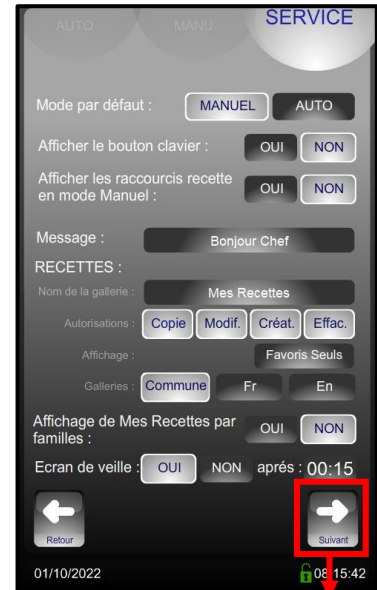 AUTO MANU SERVICE
Mode par défaut : MANUEL AUTO
Afficher le bouton clavier : OUI NON
Afficher les raccourcis recette
en mode Manuel : OUI NON
Message : Bonjour Chef
RECETTES :
Nom de la gallerie : Mes Recettes
Autorisations : Copie Modif. Créat. Effac.
Affichage : Favoris Seuls
Galleries : Commune Fr En
Affichage de Mes Recettes par
familles : OUI NON
Ecran de veille : OUI NON aprés : 00:15
Retour Suivant
01/10/2022 08:15:42